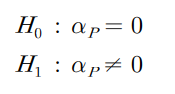 H₀ : α_P = 0
H₁ : α_P ≠ 0